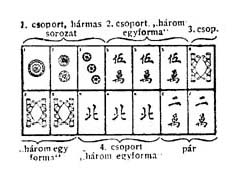 1. csoport, hármas 2. csoport, „három 3. csop.
sorozat egyforma"
伍 伍 伍
萬 萬 萬
北 北 北 二 二
萬 萬
„három egy 4. csoport pár
forma" „három egyforma"